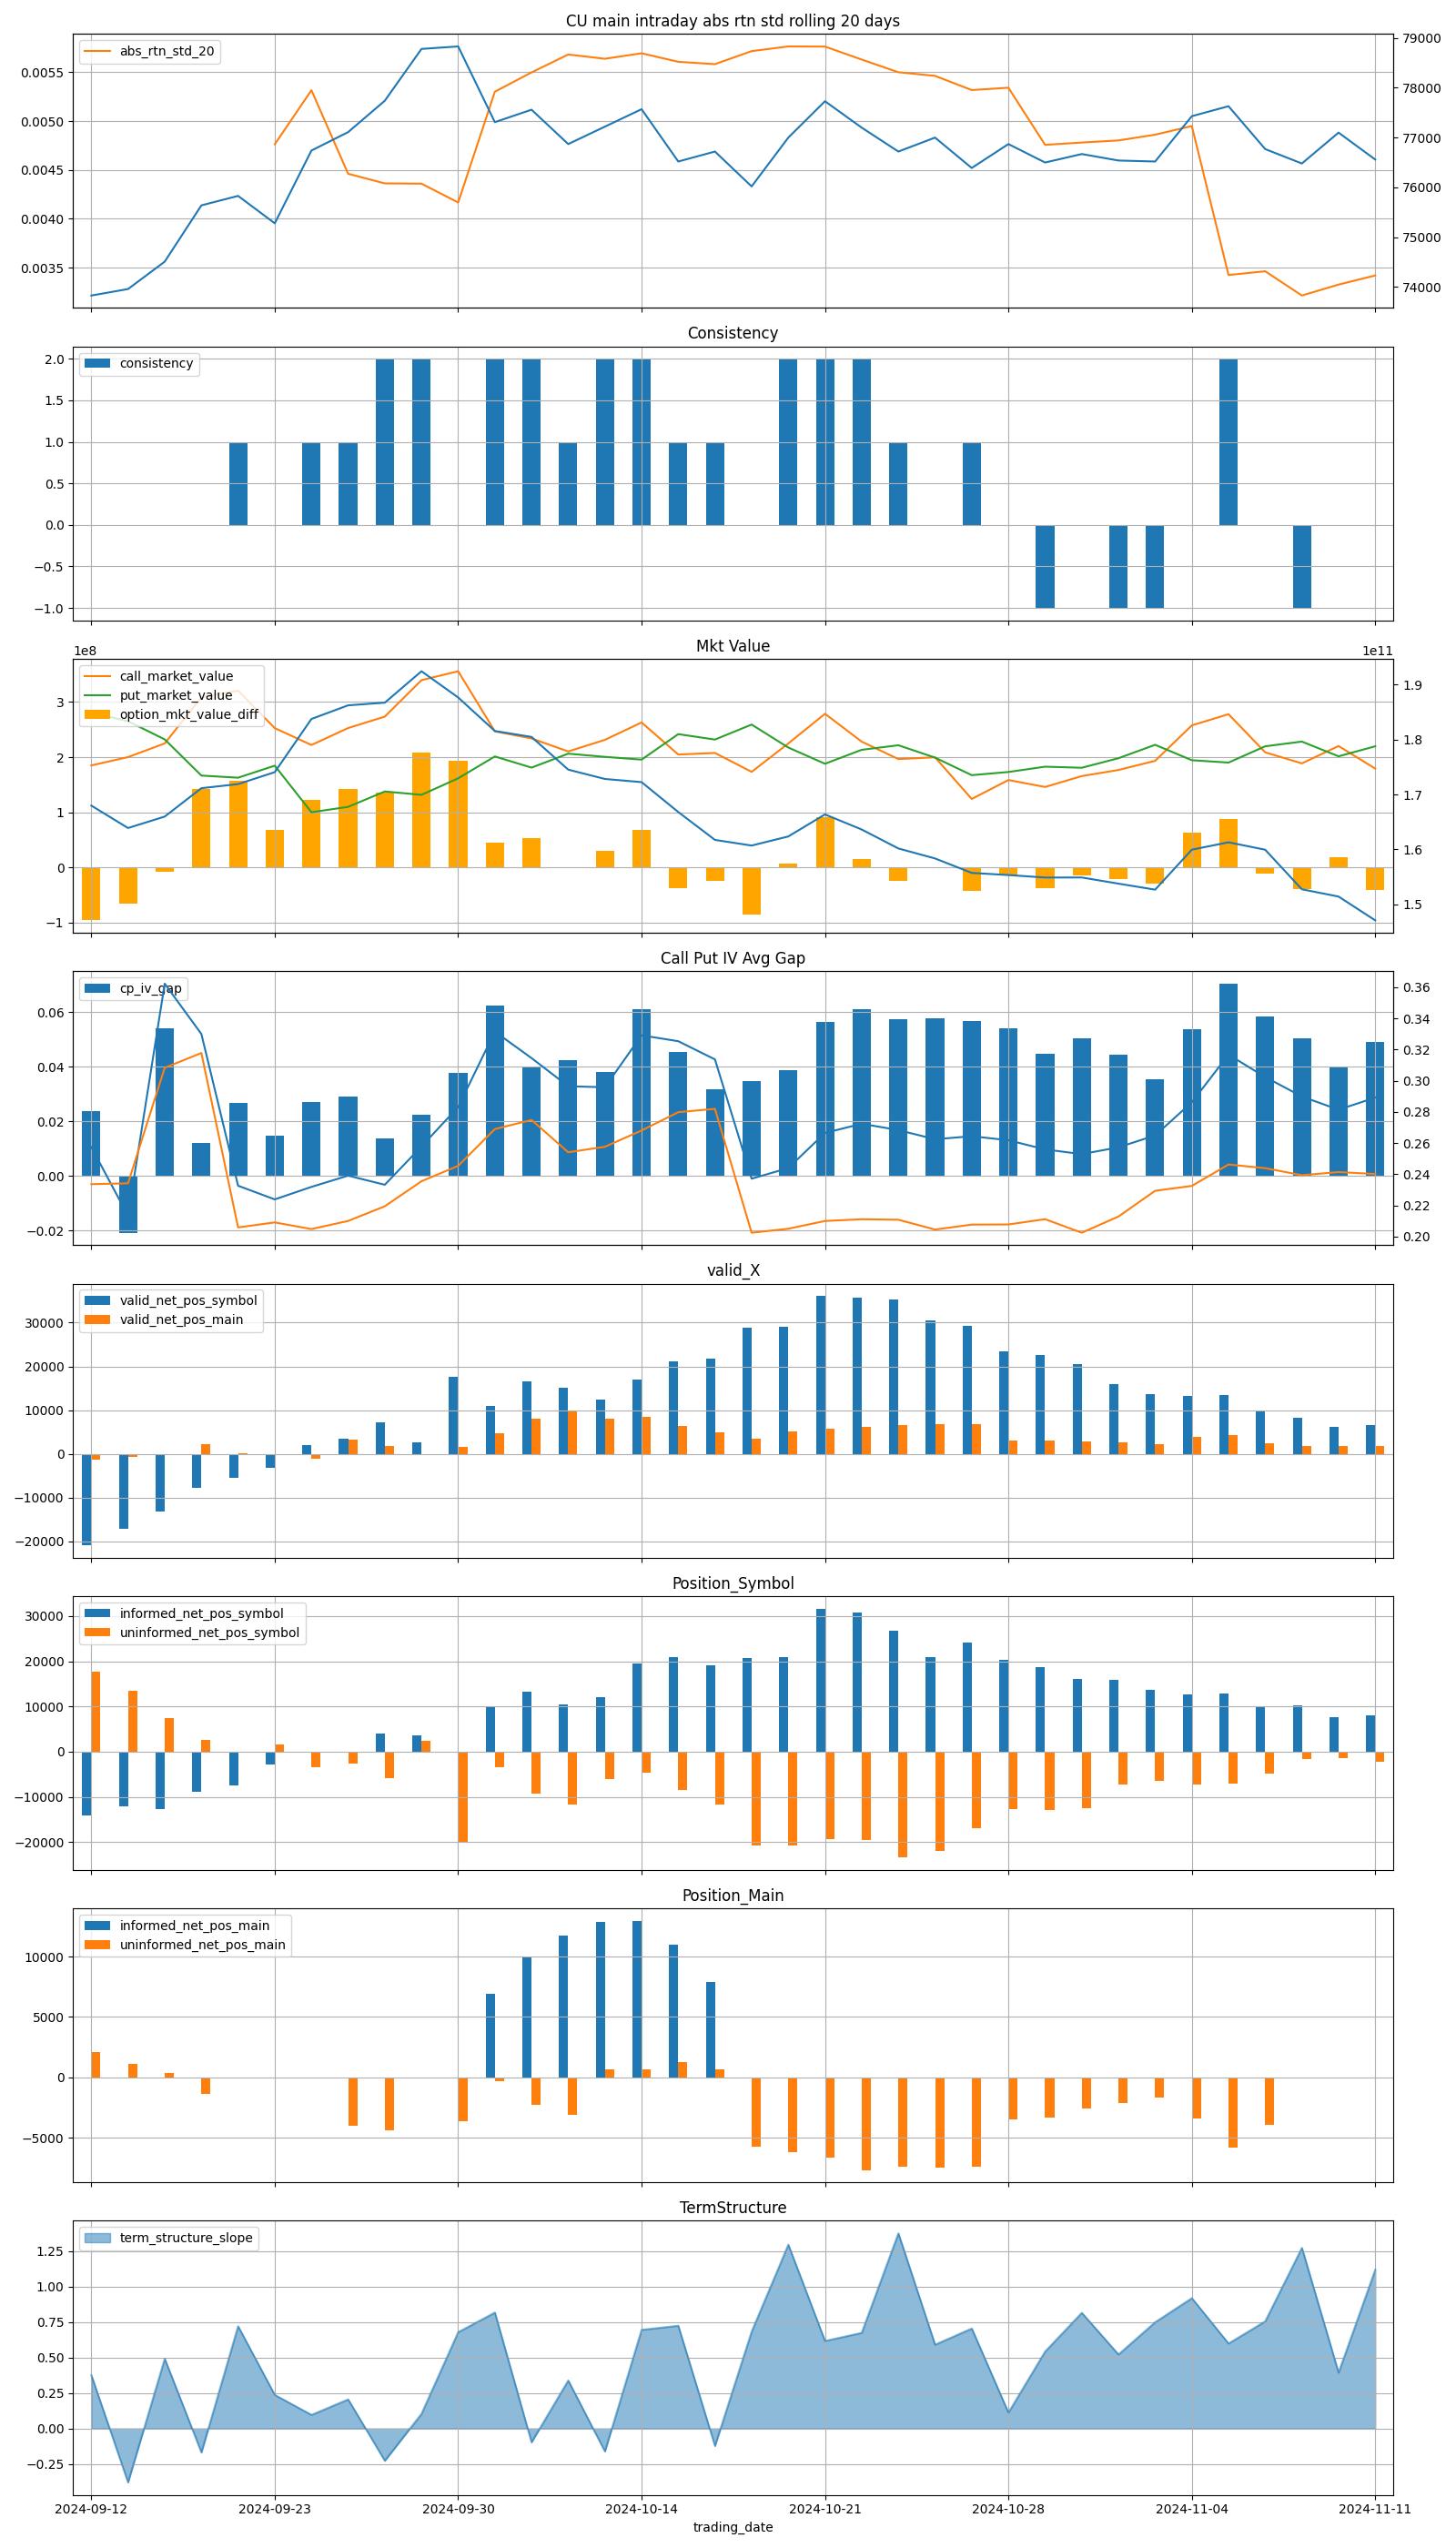 CU main intraday abs rtn std rolling 20 days
abs_rtn_std_20
0.0055
0.0050
0.0045
0.0040
0.0035
79000
78000
77000
76000
75000
74000
Consistency
consistency
2.0
1.5
1.0
0.5
0.0
−0.5
−1.0
Mkt Value
1e8
1e11
call_market_value
put_market_value
option_mkt_value_diff
3
2
1
0
−1
1.9
1.8
1.7
1.6
1.5
Call Put IV Avg Gap
cp_iv_gap
0.06
0.04
0.02
0.00
−0.02
0.36
0.34
0.32
0.30
0.28
0.26
0.24
0.22
0.20
valid_X
valid_net_pos_symbol
valid_net_pos_main
30000
20000
10000
0
−10000
−20000
Position_Symbol
informed_net_pos_symbol
uninformed_net_pos_symbol
30000
20000
10000
0
−10000
−20000
Position_Main
informed_net_pos_main
uninformed_net_pos_main
10000
5000
0
−5000
TermStructure
term_structure_slope
1.25
1.00
0.75
0.50
0.25
0.00
−0.25
2024-09-12 2024-09-23 2024-09-30 2024-10-14 2024-10-21 2024-10-28 2024-11-04 2024-11-11
trading_date